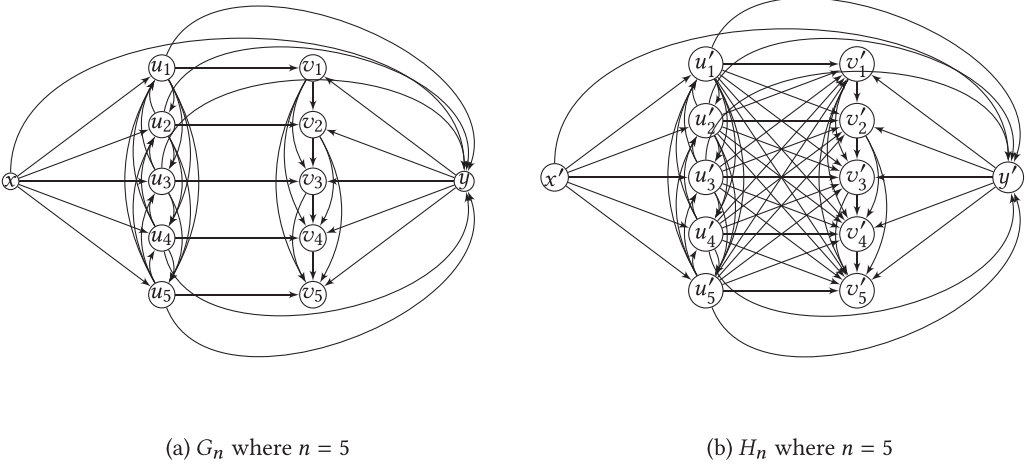 u1 v1
u2 v2
x u3 v3 y
u4 v4
u5 v5
(a) Gn where n = 5
u′1 v′1
u′2 v′2
x′ u′3 v′3 y′
u′4 v′4
u′5 v′5
(b) Hn where n = 5